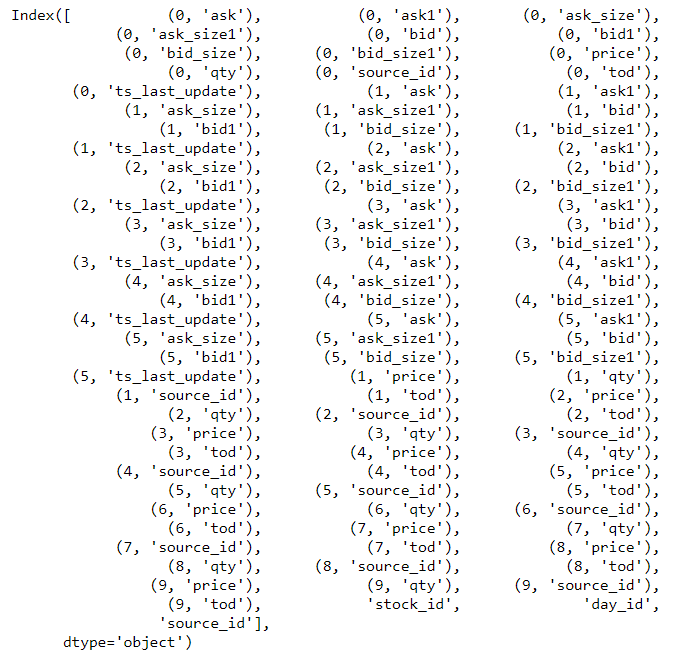 Index([ (0, 'ask'), (0, 'ask1'), (0, 'ask_size'),
(0, 'ask_size1'), (0, 'bid'), (0, 'bid1'),
(0, 'bid_size'), (0, 'bid_size1'), (0, 'price'),
(0, 'qty'), (0, 'source_id'), (0, 'tod'),
(0, 'ts_last_update'), (1, 'ask'), (1, 'ask1'),
(1, 'ask_size'), (1, 'ask_size1'), (1, 'bid'),
(1, 'bid1'), (1, 'bid_size'), (1, 'bid_size1'),
(1, 'ts_last_update'), (2, 'ask'), (2, 'ask1'),
(2, 'ask_size'), (2, 'ask_size1'), (2, 'bid'),
(2, 'bid1'), (2, 'bid_size'), (2, 'bid_size1'),
(2, 'ts_last_update'), (3, 'ask'), (3, 'ask1'),
(3, 'ask_size'), (3, 'ask_size1'), (3, 'bid'),
(3, 'bid1'), (3, 'bid_size'), (3, 'bid_size1'),
(3, 'ts_last_update'), (4, 'ask'), (4, 'ask1'),
(4, 'ask_size'), (4, 'ask_size1'), (4, 'bid'),
(4, 'bid1'), (4, 'bid_size'), (4, 'bid_size1'),
(4, 'ts_last_update'), (5, 'ask'), (5, 'ask1'),
(5, 'ask_size'), (5, 'ask_size1'), (5, 'bid'),
(5, 'bid1'), (5, 'bid_size'), (5, 'bid_size1'),
(5, 'ts_last_update'), (1, 'price'), (1, 'qty'),
(1, 'source_id'), (1, 'tod'), (2, 'price'),
(2, 'qty'), (2, 'source_id'), (2, 'tod'),
(3, 'price'), (3, 'qty'), (3, 'source_id'),
(3, 'tod'), (4, 'price'), (4, 'qty'),
(4, 'source_id'), (4, 'tod'), (5, 'price'),
(5, 'qty'), (5, 'source_id'), (5, 'tod'),
(6, 'price'), (6, 'qty'), (6, 'source_id'),
(6, 'tod'), (7, 'price'), (7, 'qty'),
(7, 'source_id'), (7, 'tod'), (8, 'price'),
(8, 'qty'), (8, 'source_id'), (8, 'tod'),
(9, 'price'), (9, 'qty'), (9, 'source_id'),
(9, 'tod'), 'stock_id', 'day_id',
'source_id'],
dtype='object')